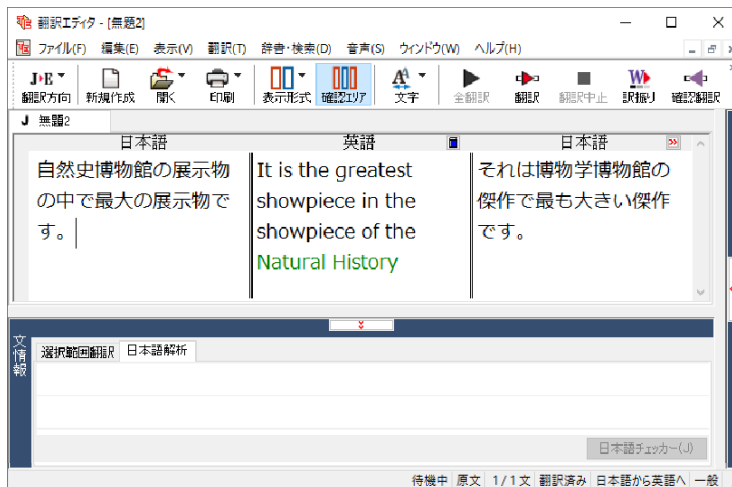 翻訳エディタ - [無題2]
ファイル(F) 編集(E) 表示(V) 翻訳(T) 辞書・検索(D) 音声(S) ウィンドウ(W) ヘルプ(H)
J▸E
翻訳方向 新規作成 開く 印刷 表示形式 確認エリア 文字 全翻訳 翻訳 翻訳中止 訳振り 確認翻訳
J 無題2
日本語 英語 日本語
自然史博物館の展示物
の中で最大の展示物で
す。
It is the greatest
showpiece in the
showpiece of the
Natural History
それは博物学博物館の
傑作で最も大きい傑作
です。
文情報
選択範囲翻訳 日本語解析
日本語チェッカー(J)
待機中 原文 1/1文 翻訳済み 日本語から英語へ 一般